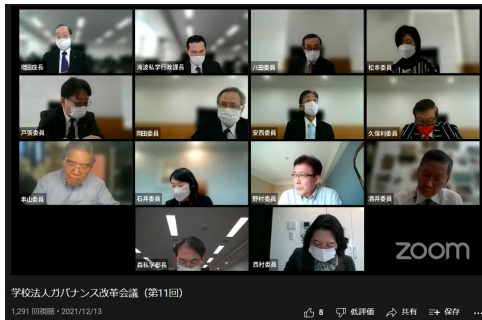 増田座長
滝波私学行政課長
八田委員
松本委員
戸張委員
岡田委員
安西委員
久保利委員
本山委員
石井委員
野村委員
酒井委員
森私学部長
西村委員
zoom
学校法人ガバナンス改革会議（第11回）
1,291 回視聴・2021/12/13
8
低評価
共有
保存